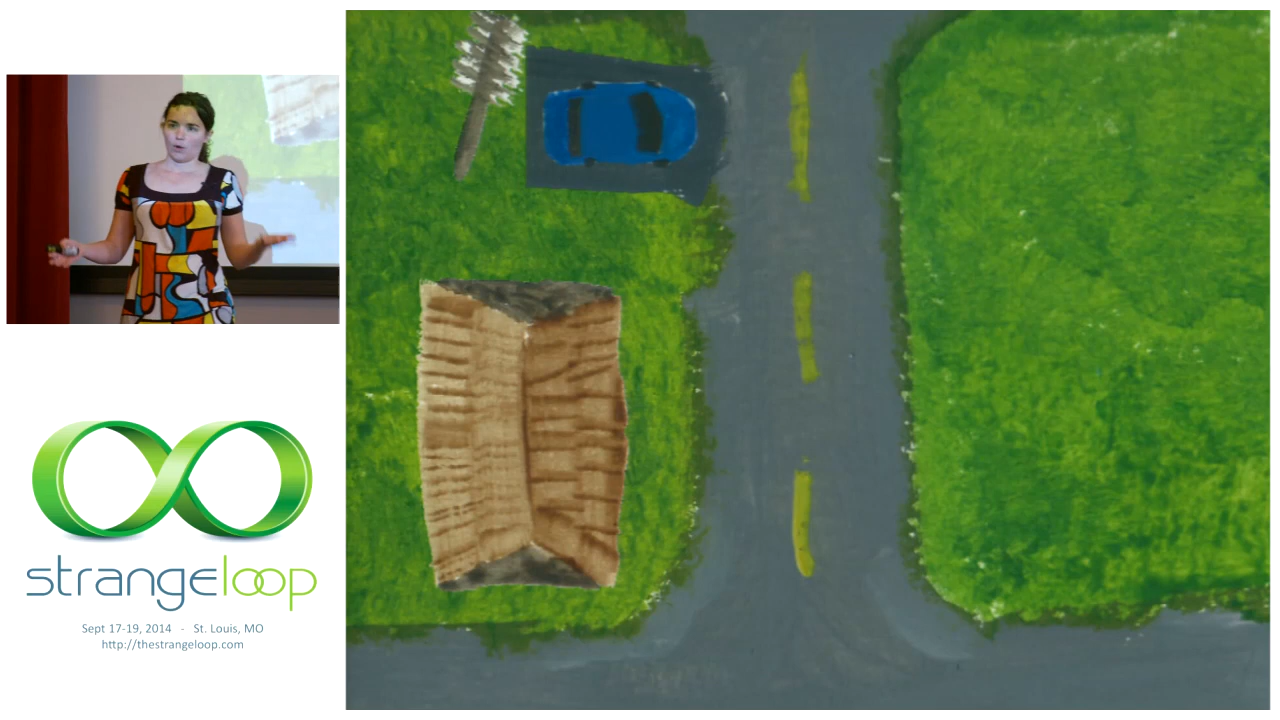 strangeloop
Sept 17-19, 2014 - St. Louis, MO
http://thestrangeloop.com